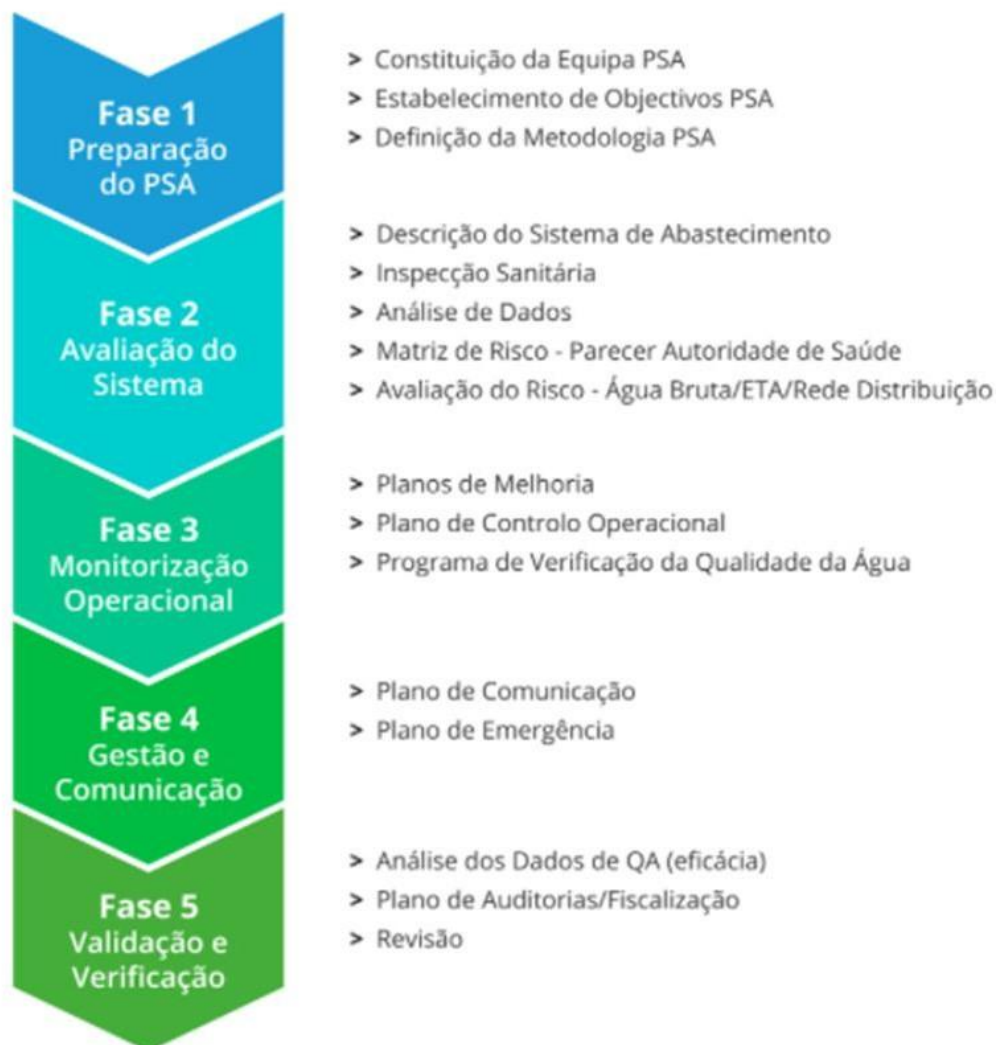 Fase 1
Preparação
do PSA
> Constituição da Equipa PSA
> Estabelecimento de Objectivos PSA
> Definição da Metodologia PSA
Fase 2
Avaliação do
Sistema
> Descrição do Sistema de Abastecimento
> Inspecção Sanitária
> Análise de Dados
> Matriz de Risco - Parecer Autoridade de Saúde
> Avaliação do Risco - Água Bruta/ETA/Rede Distribuição
Fase 3
Monitorização
Operacional
> Planos de Melhoria
> Plano de Controlo Operacional
> Programa de Verificação da Qualidade da Água
Fase 4
Gestão e
Comunicação
> Plano de Comunicação
> Plano de Emergência
Fase 5
Validação e
Verificação
> Análise dos Dados de QA (eficácia)
> Plano de Auditorias/Fiscalização
> Revisão